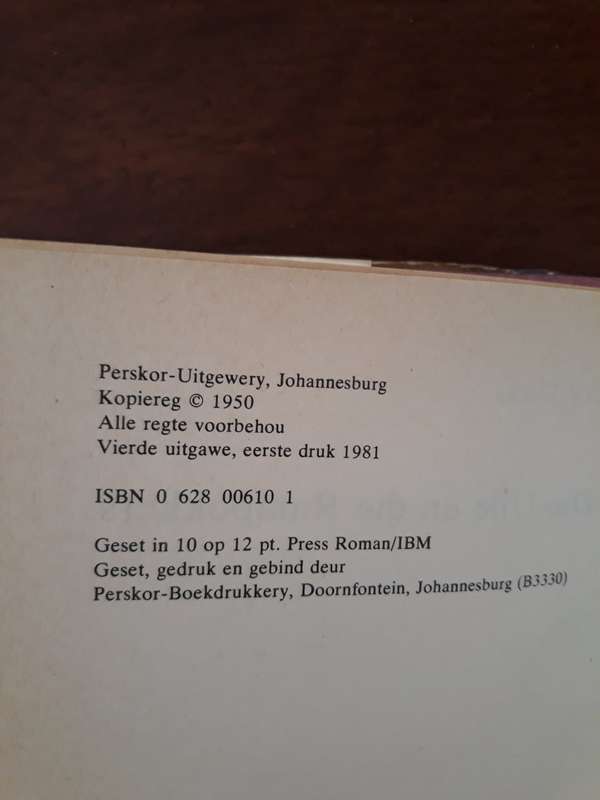 Perskor-Uitgewery, Johannesburg
Kopiereg © 1950
Alle regte voorbehou
Vierde uitgawe, eerste druk 1981
ISBN 0 628 00610 1
Geset in 10 op 12 pt. Press Roman/IBM
Geset, gedruk en gebind deur
Perskor-Boekdrukkery, Doornfontein, Johannesburg (B3330)